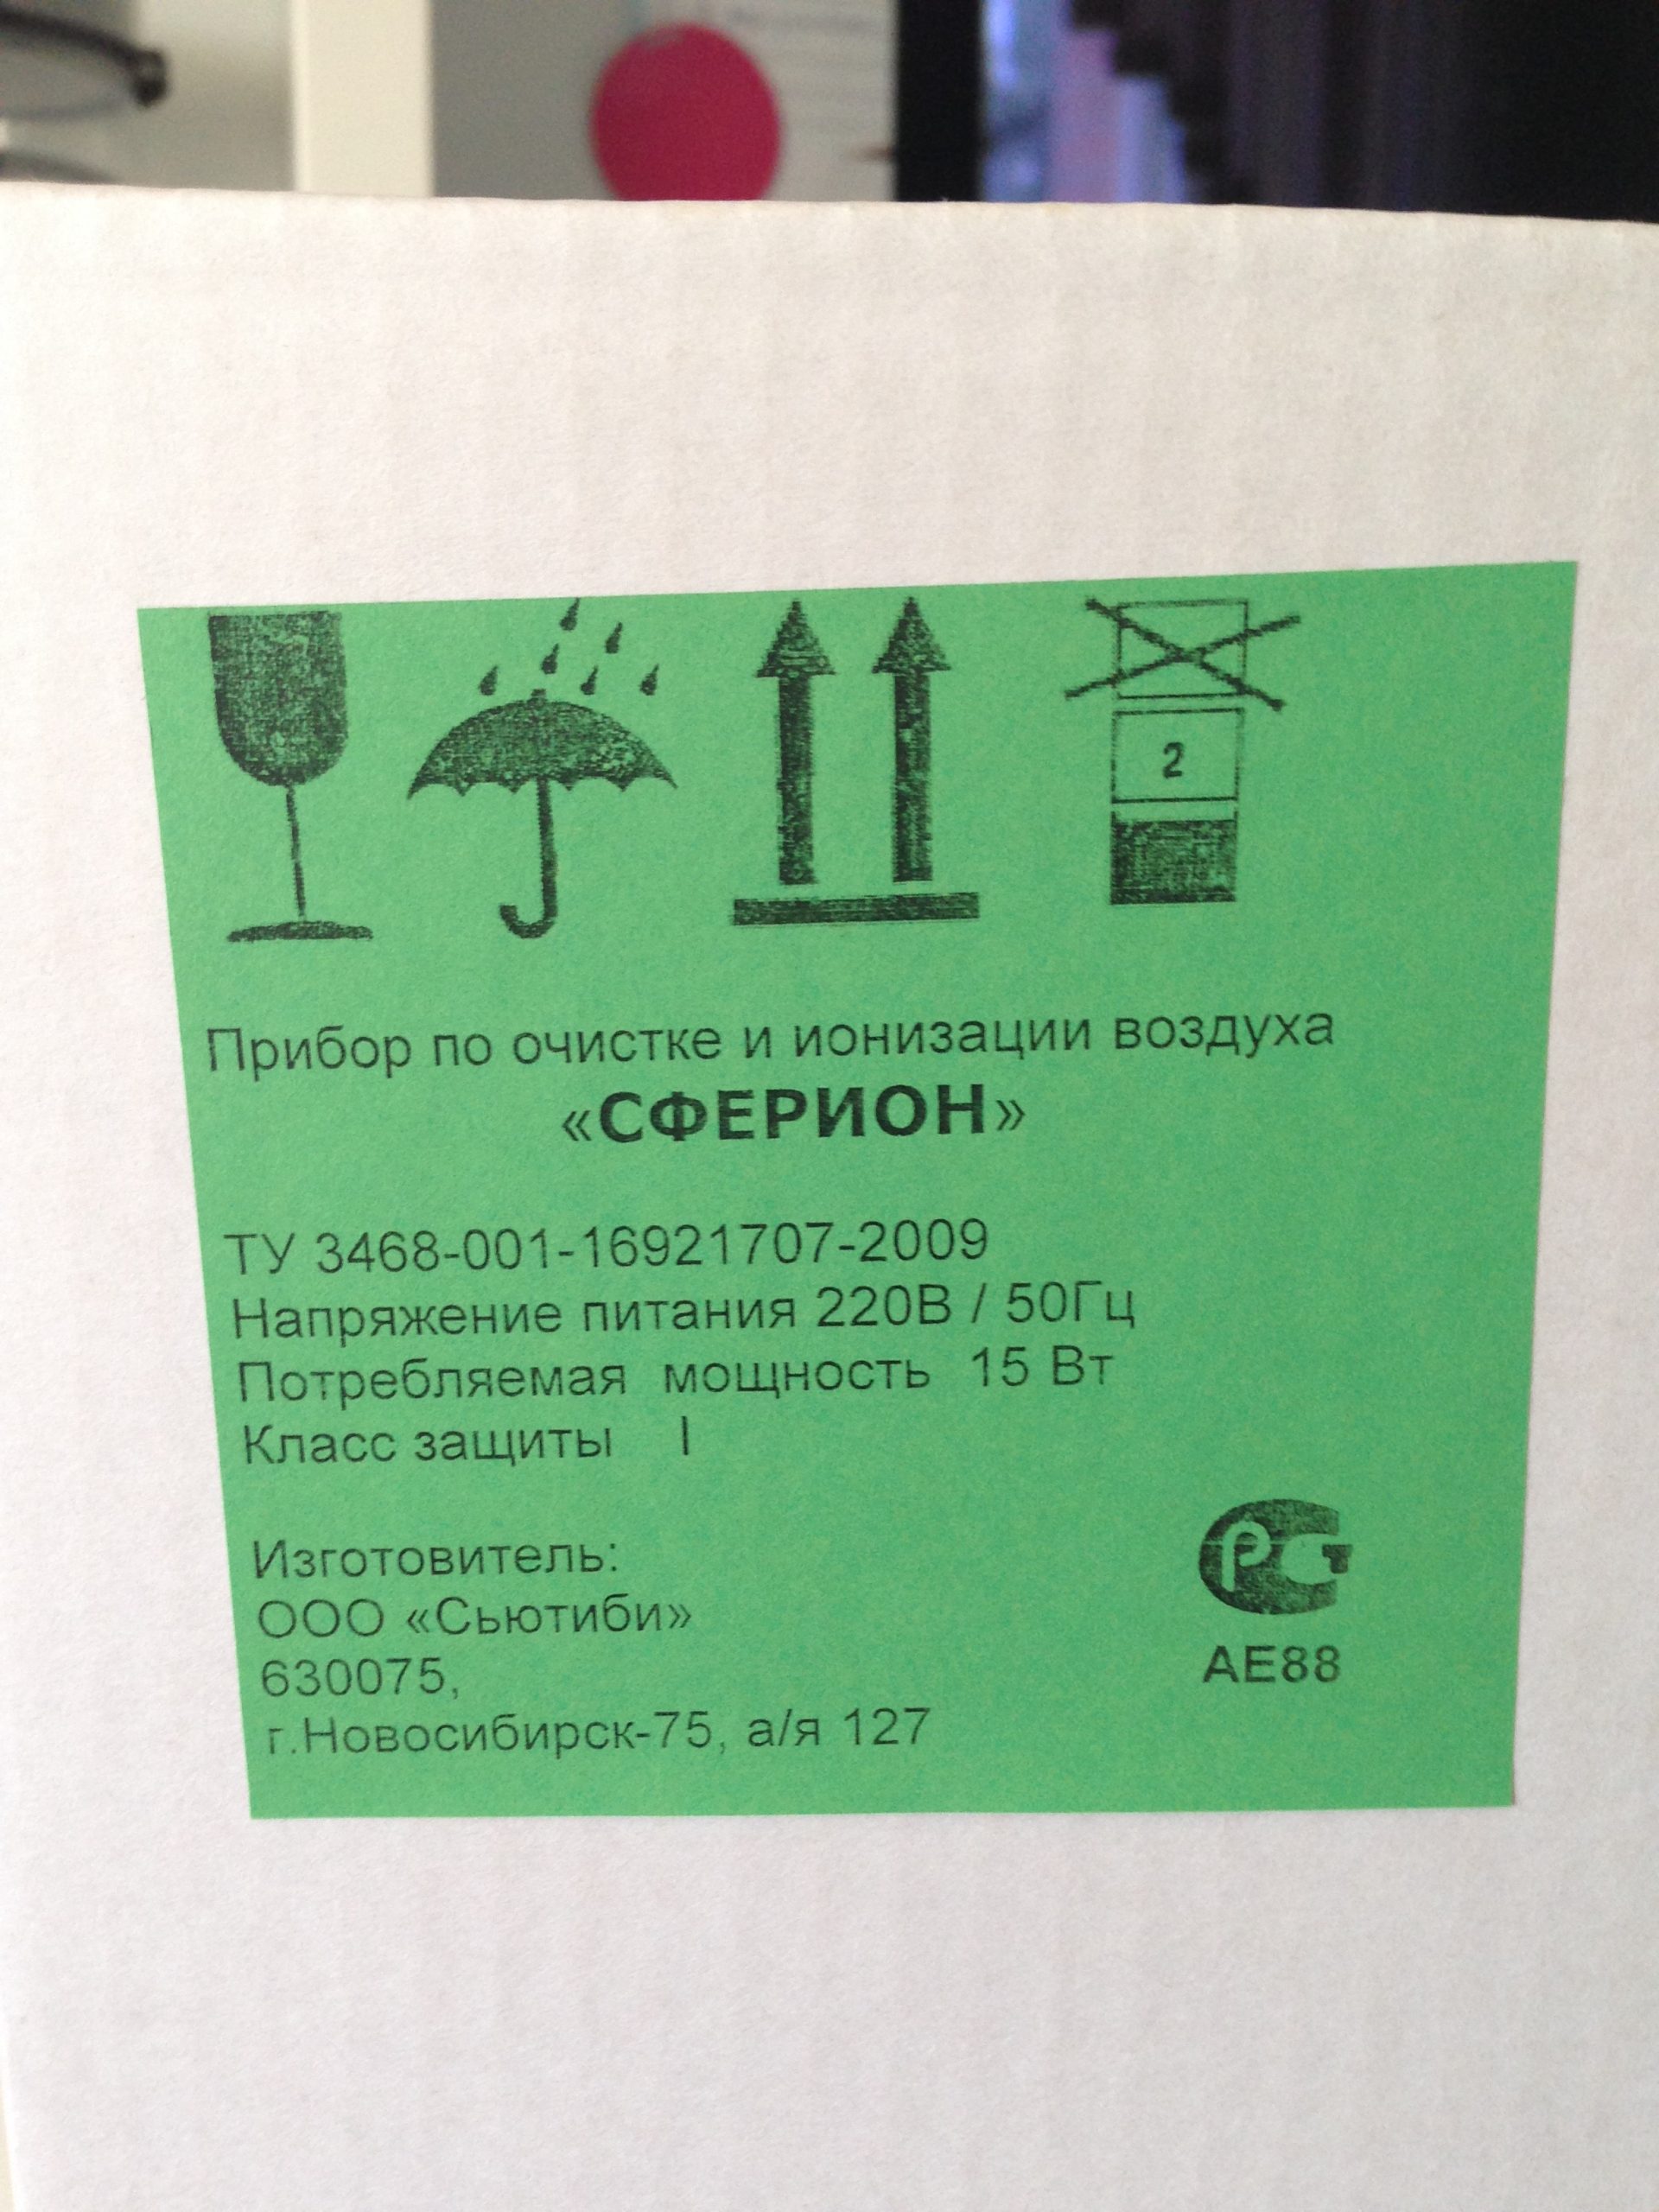 2
Прибор по очистке и ионизации воздуха
«СФЕРИОН»
ТУ 3468-001-16921707-2009
Напряжение питания 220В / 50Гц
Потребляемая мощность 15 Вт
Класс защиты I
Изготовитель:
ООО «Сьютиби»
630075,
г.Новосибирск-75, а/я 127
РСТ
АЕ88